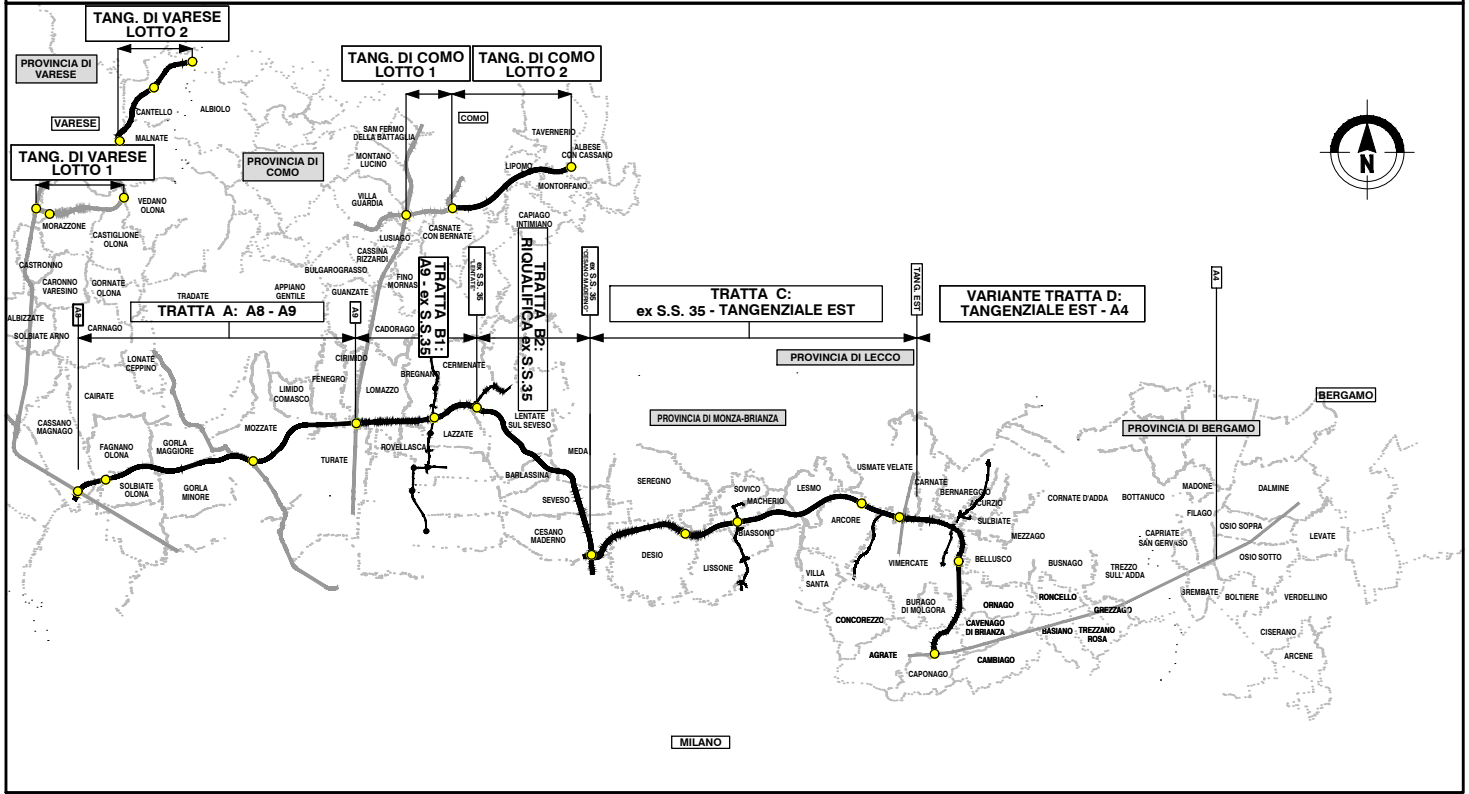 TANG. DI VARESE
LOTTO 2
PROVINCIA DI
VARESE
CANTELLO
ALBIOLO
VARESE
MALNATE
TANG. DI VARESE
LOTTO 1
VEDANO
OLONA
MORAZZONE
CASTIGLIONE
OLONA
PROVINCIA DI
COMO
TANG. DI COMO
LOTTO 1
TANG. DI COMO
LOTTO 2
COMO
SAN FERMO
DELLA BATTAGLIA
MONTANO
LUCINO
VILLA
GUARDIA
TAVERNERIO
ALBESE
CON CASSANO
LIPOMO
MONTORFANO
CAPIAGO
INTIMIANO
LUSIAGO
CASNATE
CON BERNATE
CASSINA
RIZZARDI
BULGAROGRASSO
FINO
MORNAS
CASTRONNO
CARONNO
VARESINO
GORNATE
OLONA
TRADATE
APPIANO
GENTILE
GUANZATE
ALBIZZATE
SOLBIATE ARNO
CARNAGO
A8
TRATTA A: A8 - A9
A9
CADORAGO
TRATTA B1:
A9 - ex S.S.35
ex S.S. 35
"LENTATE"
TRATTA B2:
RIQUALIFICA ex S.S.35
ex S.S. 35
"CESANO MADERNO"
TRATTA C:
ex S.S. 35 - TANGENZIALE EST
TANG. EST
VARIANTE TRATTA D:
TANGENZIALE EST - A4
A4
N
PROVINCIA DI LECCO
LONATE
CEPPINO
CIRIMIDO
FENEGRO
LIMIDO
COMASCO
LOMAZZO
BREGNANO
CERMENATE
CAIRATE
CASSANO
MAGNAGO
MOZZATE
FAGNANO
OLONA
GORLA
MAGGIORE
SOLBIATE
OLONA
GORLA
MINORE
TURATE
ROVELLASCA
LAZZATE
LENTATE
SUL SEVESO
BARLASSINA
MEDA
SEVESO
CESANO
MADERNO
PROVINCIA DI MONZA-BRIANZA
SEREGNO
DESIO
SOVICO
MACHERIO
BIASSONO
LISSONE
LESMO
ARCORE
VILLA
SANTA
USMATE VELATE
CARNATE
BERNAREGGIO
SULBIATE
MEZZAGO
VIMERCATE
BELLUSCO
CORNATE D'ADDA
BOTTANUCO
BERGAMO
PROVINCIA DI BERGAMO
MADONE
FILAGO
DALMINE
CAPRIATE
SAN GERVASO
OSIO SOPRA
LEVATE
OSIO SOTTO
BUSNAGO
TREZZO
SULL' ADDA
BREMBATE
BOLTIERE
VERDELLINO
CISERANO
ARCENE
BURAGO
DI MOLGORA
CONCOREZZO
ORNAGO
RONCELLO
GREZZAGO
CAVENAGO
DI BRIANZA
BASIANO
TREZZANO
ROSA
AGRATE
CAMBIAGO
CAPONAGO
MILANO